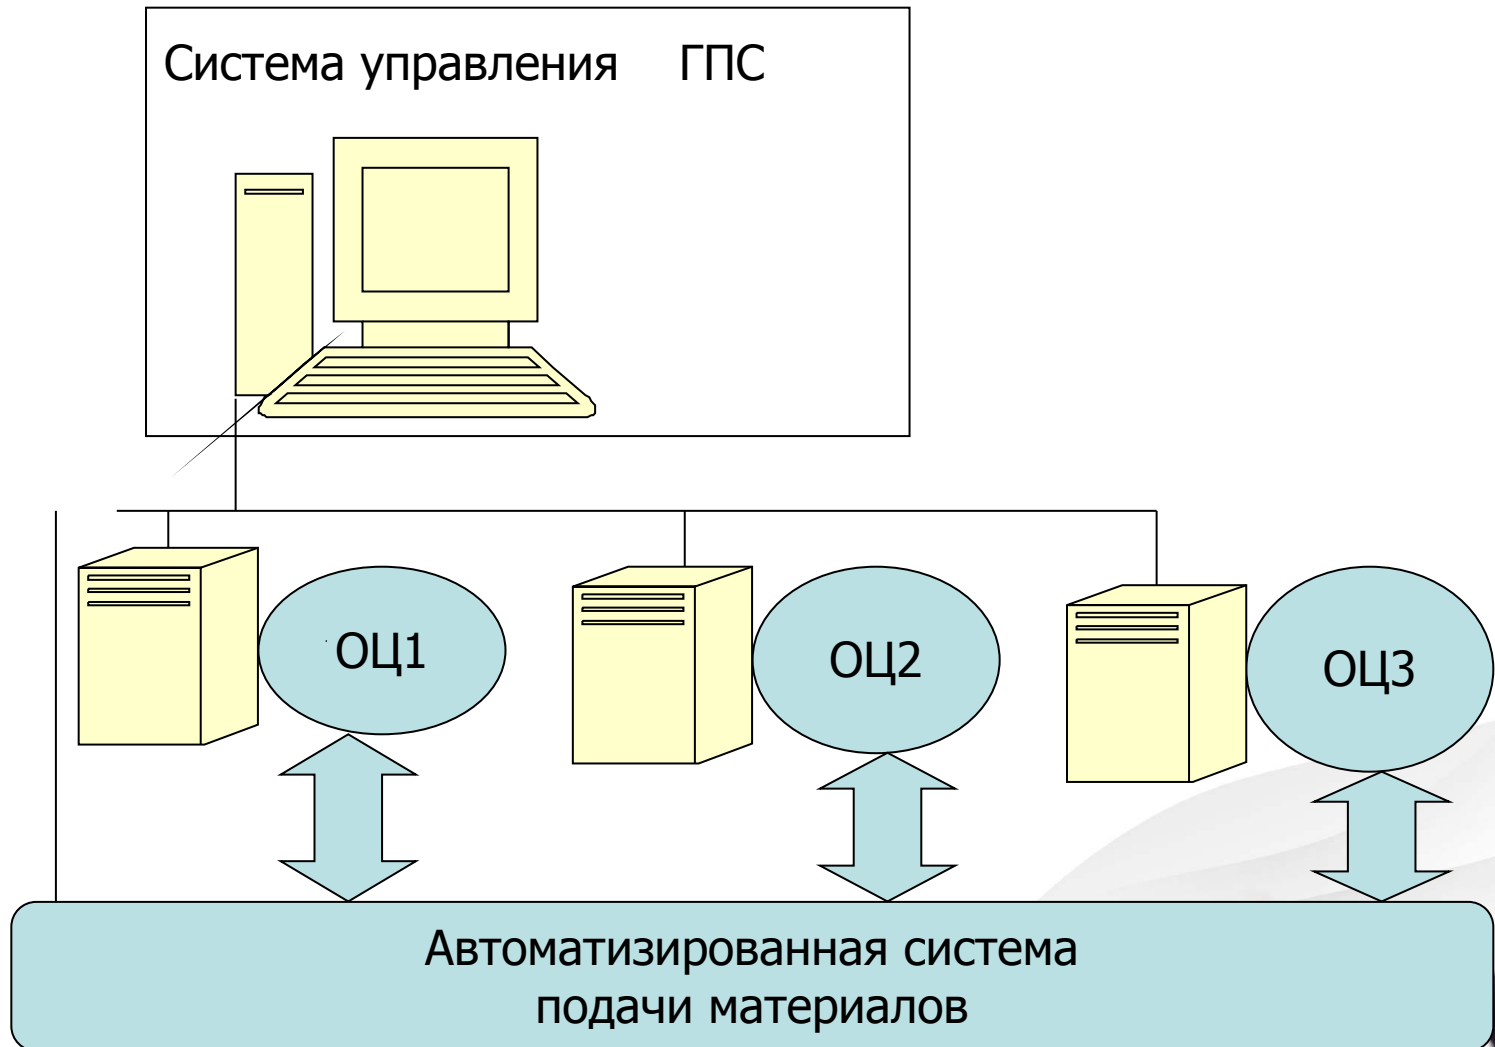 Система управления ГПС
ОЦ1
ОЦ2
ОЦ3
Автоматизированная система
подачи материалов